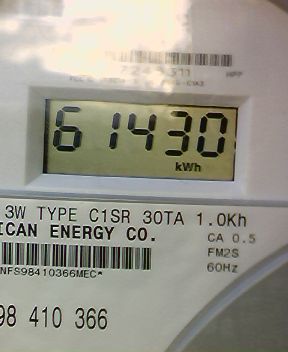 61430
kWh
3W TYPE C1SR 30TA 1.0Kh
ICAN ENERGY CO.
CA 0.5
FM2S
60Hz
NFS98410366MEC*
98 410 366